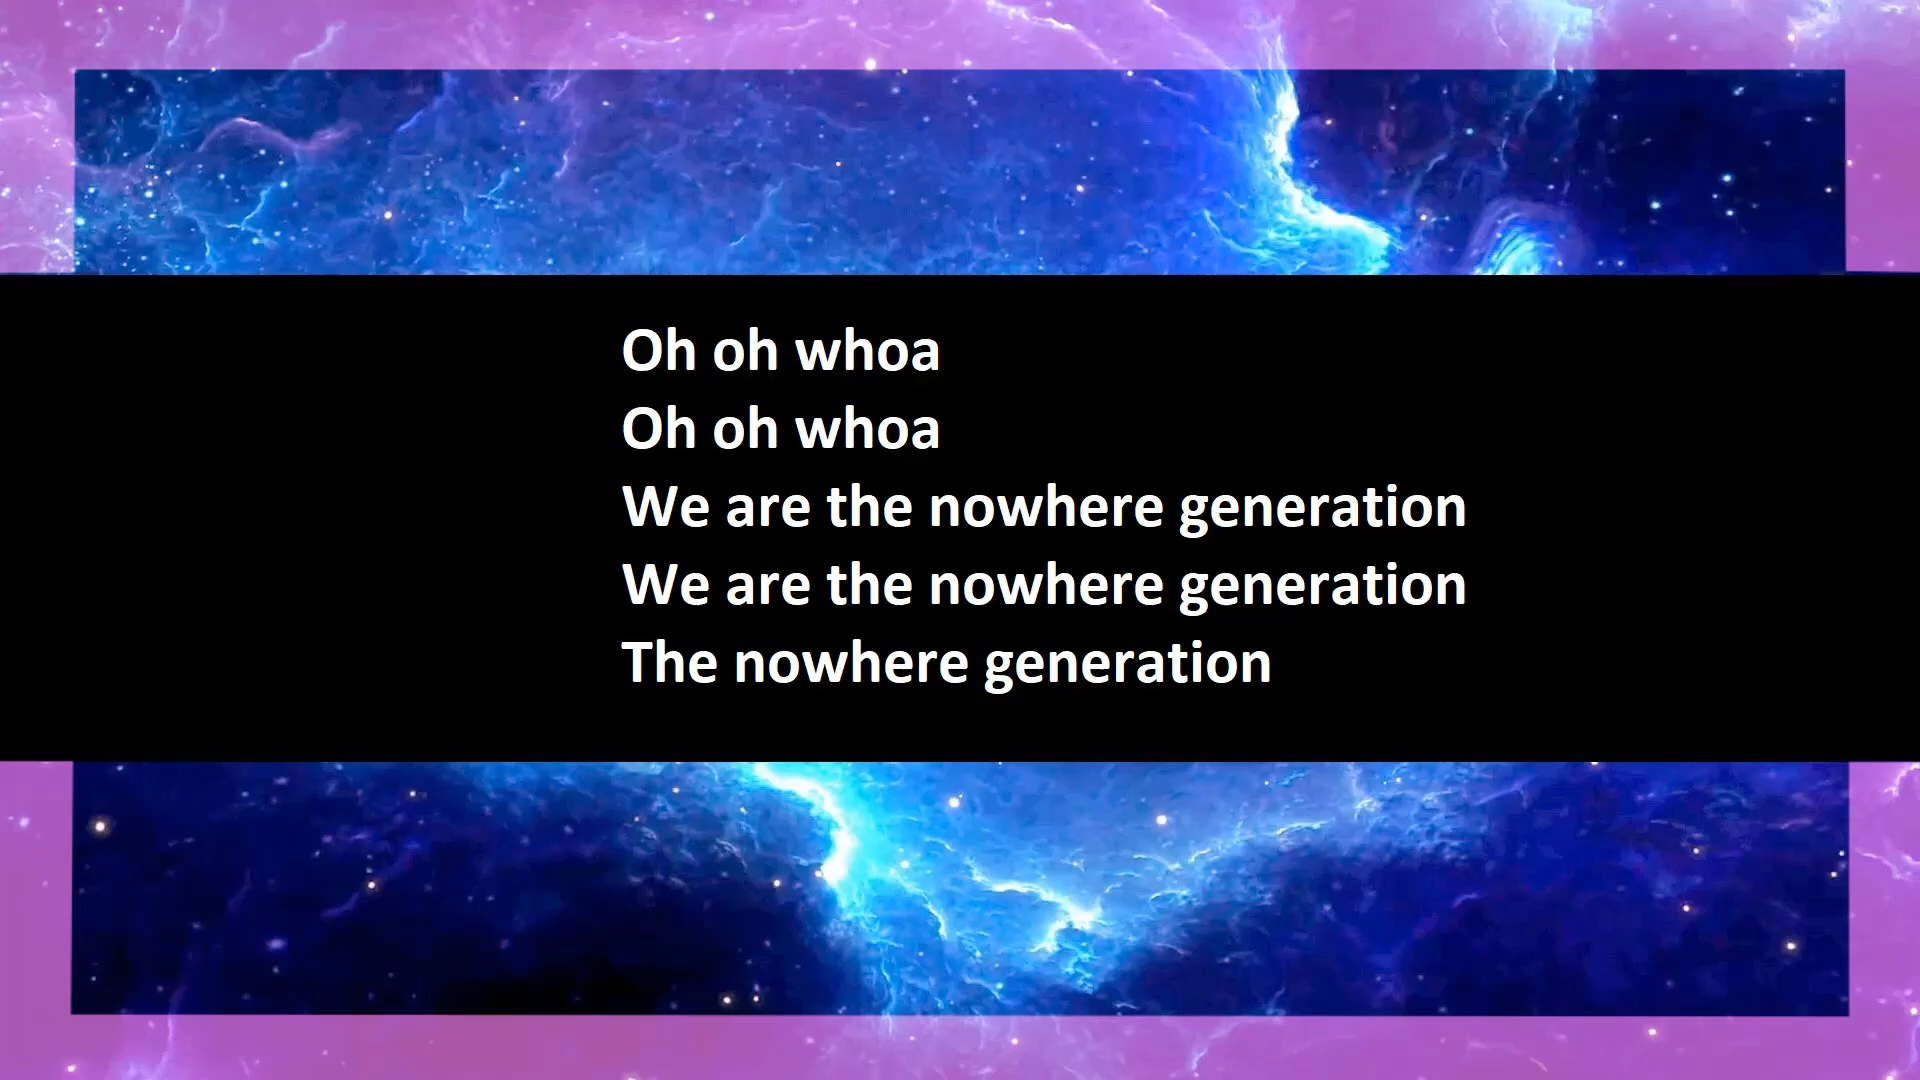 Oh oh whoa
Oh oh whoa
We are the nowhere generation
We are the nowhere generation
The nowhere generation